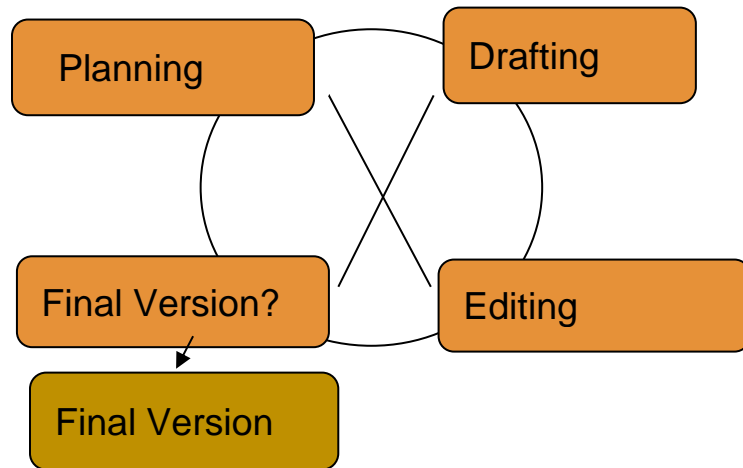 Planning
Drafting
Final Version?
Editing
Final Version